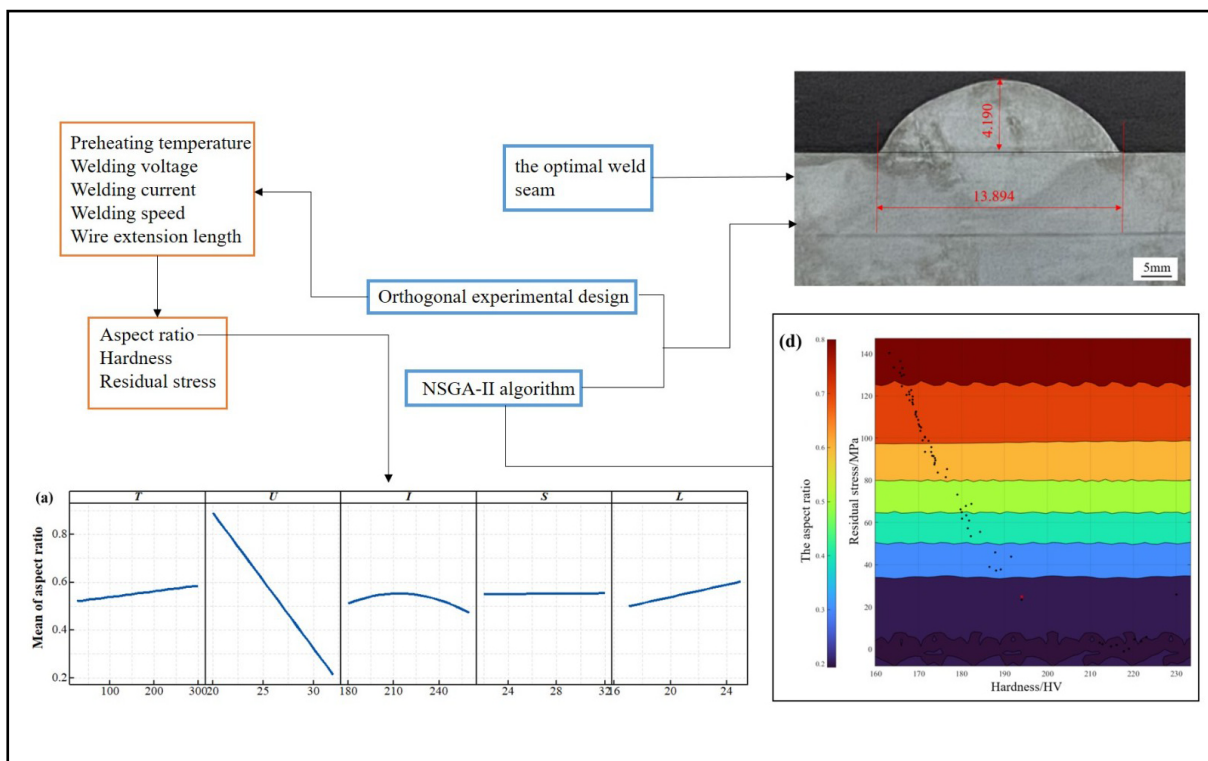 Preheating temperature
Welding voltage
Welding current
Welding speed
Wire extension length
the optimal weld
seam
4.190
13.894
5mm
Orthogonal experimental design
Aspect ratio
Hardness
Residual stress
NSGA-II algorithm
(a)
T U I S L
Mean of aspect ratio
0.8
0.6
0.4
0.2
100 200 300 20 25 30 180 210 240 24 28 32 16 20 24
(d)
The aspect ratio
0.8
0.7
0.6
0.5
0.4
0.3
0.2
Residual stress/MPa
140
120
100
80
60
40
20
0
160 170 180 190 200 210 220 230
Hardness/HV